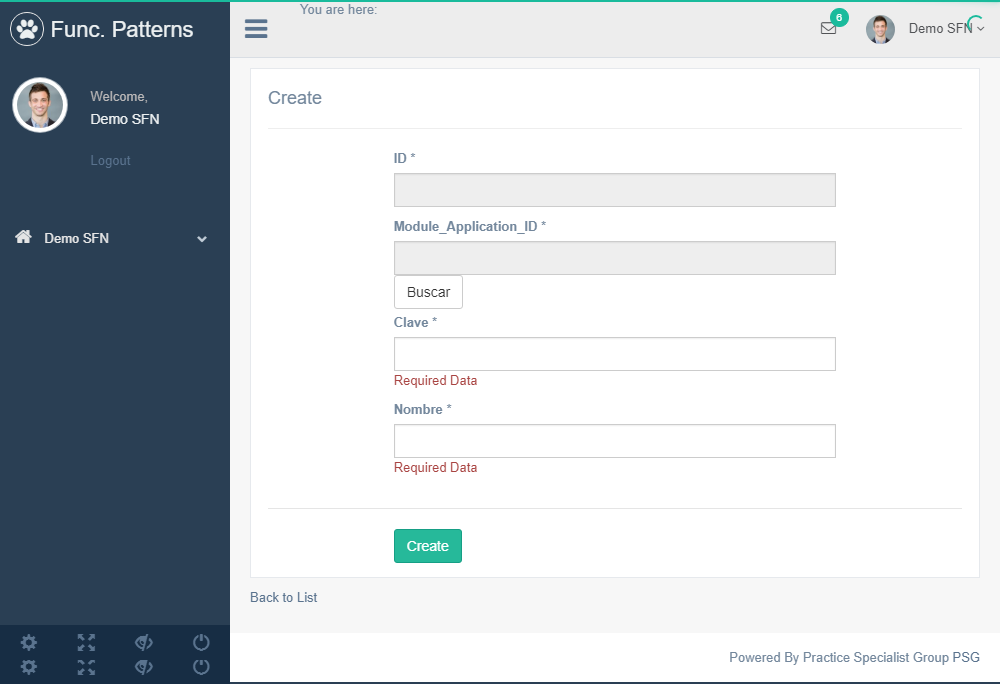 Func. Patterns
You are here:
6
Demo SFN
Welcome,
Demo SFN
Logout
Demo SFN
Create
ID *
Module_Application_ID *
Buscar
Clave *
Required Data
Nombre *
Required Data
Create
Back to List
Powered By Practice Specialist Group PSG